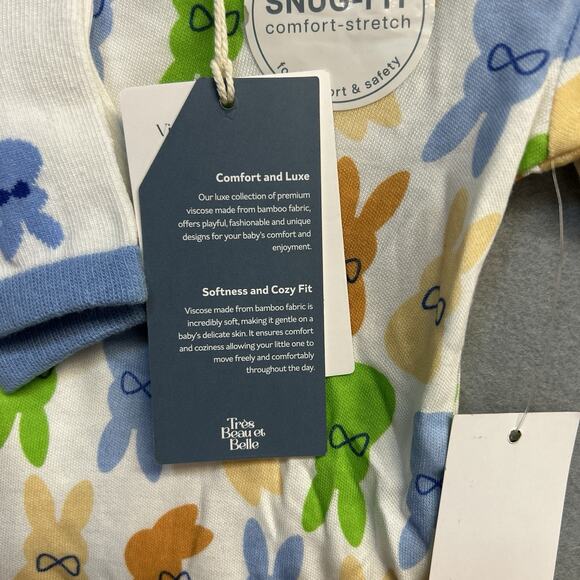 SNUG-FIT
comfort-stretch
& safety
Vi
Comfort and Luxe
Our luxe collection of premium
viscose made from bamboo fabric,
offers playful, fashionable and unique
designs for your baby's comfort and
enjoyment.
Softness and Cozy Fit
Viscose made from bamboo fabric is
incredibly soft, making it gentle on a
baby's delicate skin. It ensures comfort
and coziness allowing your little one to
move freely and comfortably
throughout the day.
Très
Beau et
Belle